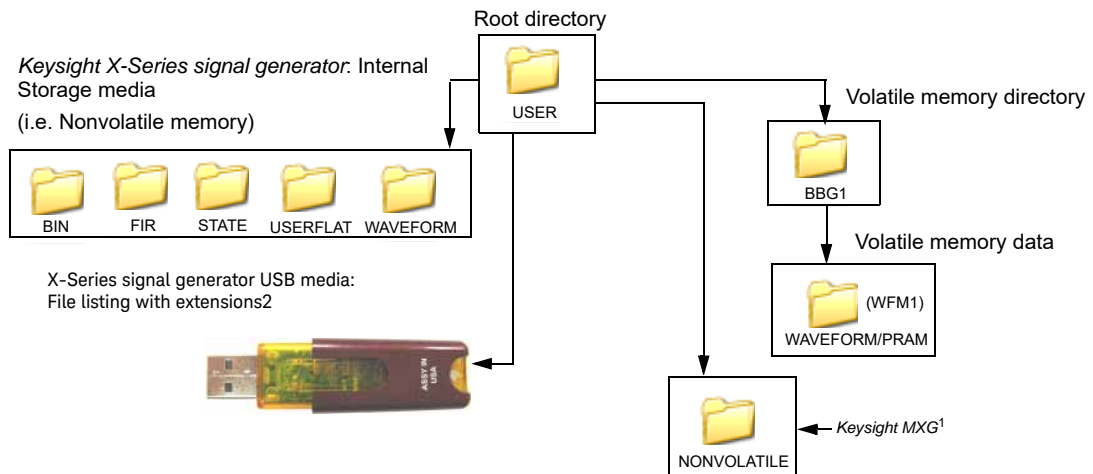 Root directory
USER
Keysight X-Series signal generator: Internal
Storage media
(i.e. Nonvolatile memory)
BIN
FIR
STATE
USERFLAT
WAVEFORM
Volatile memory directory
BBG1
Volatile memory data
(WFM1)
WAVEFORM/PRAM
X-Series signal generator USB media:
File listing with extensions2
ASSY IN
USA
Keysight MXG1
NONVOLATILE